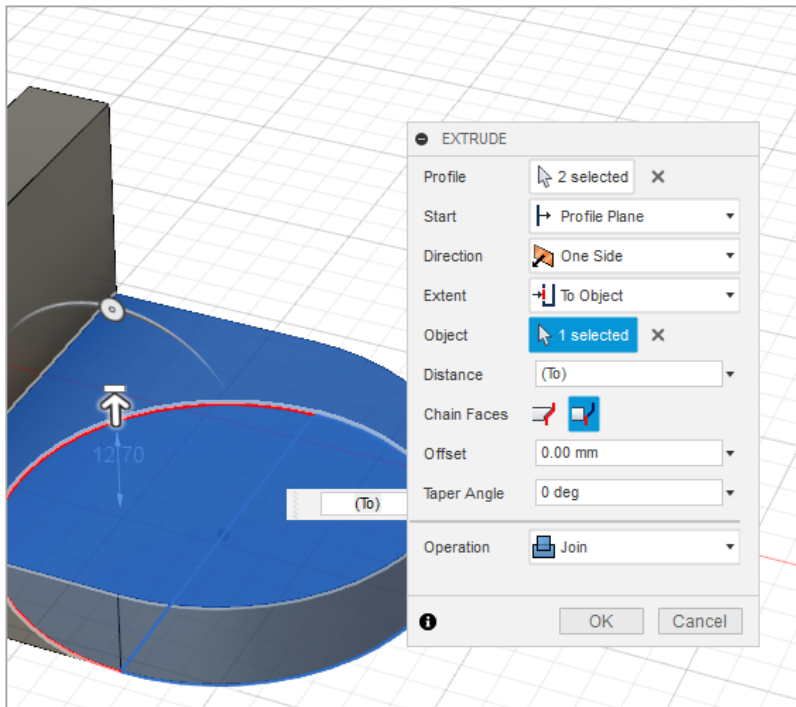 EXTRUDE
Profile 2 selected
Start Profile Plane
Direction One Side
Extent To Object
Object 1 selected
Distance (To)
Chain Faces
Offset 0.00 mm
Taper Angle 0 deg
Operation Join
OK Cancel
12.70
(To)